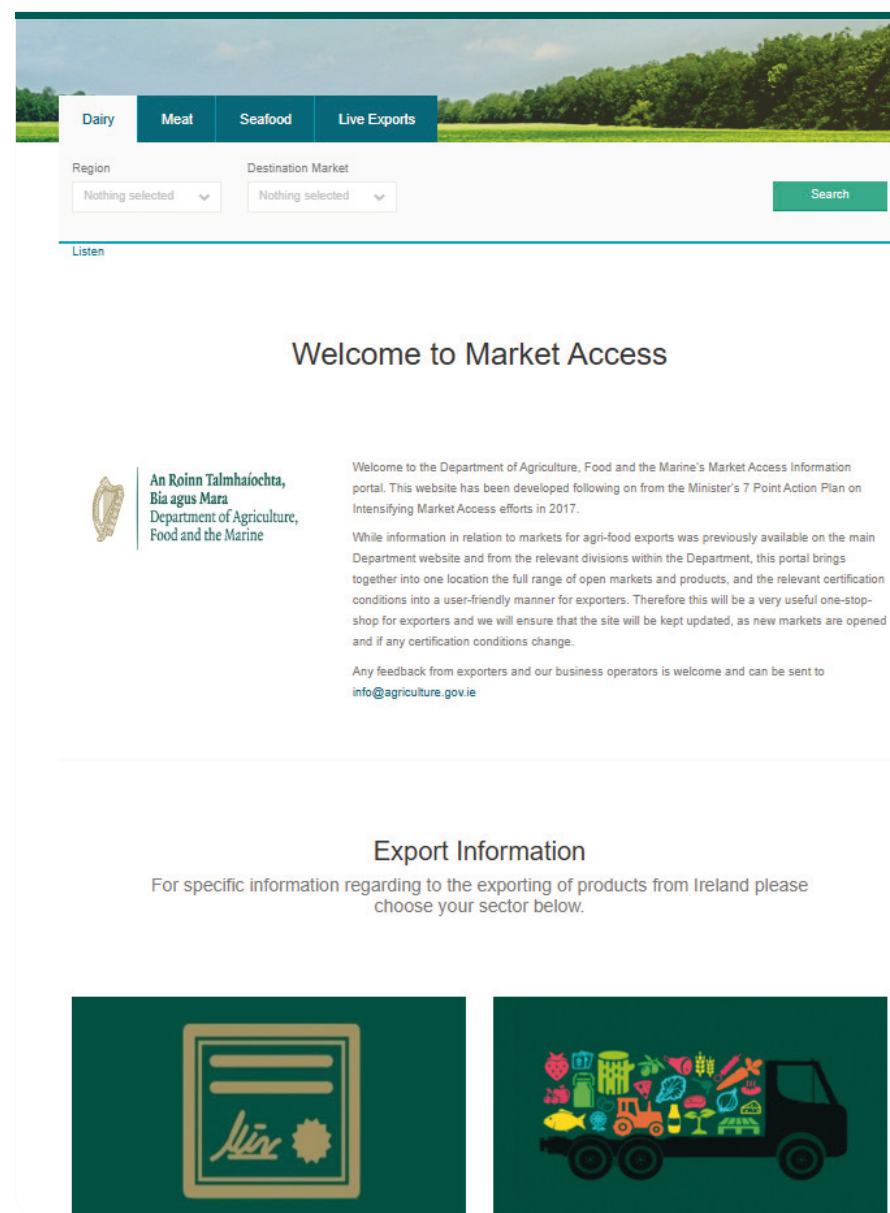 Dairy Meat Seafood Live Exports
Region Destination Market
Nothing selected Nothing selected Search
Listen
Welcome to Market Access
An Roinn Talmhaíochta,
Bia agus Mara
Department of Agriculture,
Food and the Marine
Welcome to the Department of Agriculture, Food and the Marine's Market Access Information
portal. This website has been developed following on from the Minister's 7 Point Action Plan on
Intensifying Market Access efforts in 2017.
While information in relation to markets for agri-food exports was previously available on the main
Department website and from the relevant divisions within the Department, this portal brings
together into one location the full range of open markets and products, and the relevant certification
conditions into a user-friendly manner for exporters. Therefore this will be a very useful one-stop-
shop for exporters and we will ensure that the site will be kept updated, as new markets are opened
and if any certification conditions change.
Any feedback from exporters and our business operators is welcome and can be sent to
info@agriculture.gov.ie
Export Information
For specific information regarding to the exporting of products from Ireland please
choose your sector below.